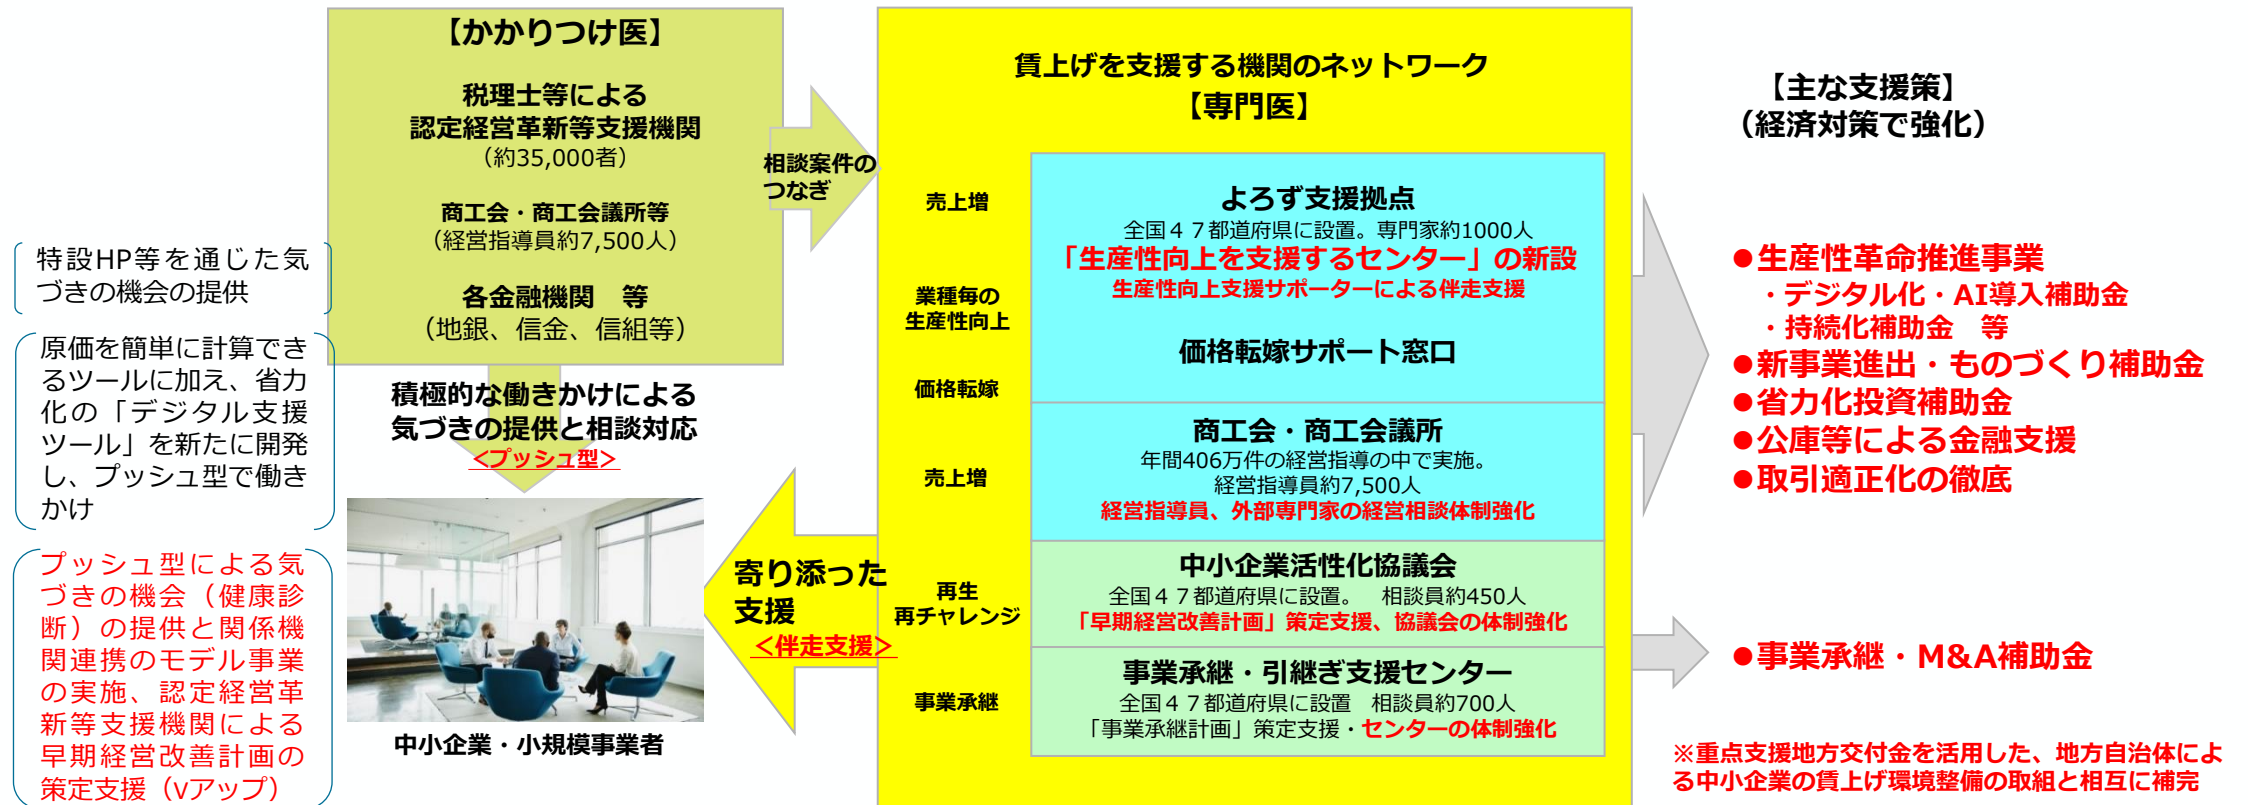 【かかりつけ医】
税理士等による
認定経営革新等支援機関
（約35,000者）
商工会・商工会議所等
（経営指導員約7,500人）
各金融機関　等
（地銀、信金、信組等）
特設HP等を通じた気
づきの機会の提供
原価を簡単に計算でき
るツールに加え、省力
化の「デジタル支援
ツール」を新たに開発
し、プッシュ型で働き
かけ
プッシュ型による気
づきの機会（健康診
断）の提供と関係機
関連携のモデル事業
の実施、認定経営革
新等支援機関による
早期経営改善計画の
策定支援（Vアップ）
積極的な働きかけによる
気づきの提供と相談対応
＜プッシュ型＞
中小企業・小規模事業者
相談案件の
つなぎ
寄り添った
支援
＜伴走支援＞
賃上げを支援する機関のネットワーク
【専門医】
売上増
業種毎の
生産性向上
価格転嫁
売上増
再生
再チャレンジ
事業承継
よろず支援拠点
全国４７都道府県に設置。専門家約1000人
「生産性向上を支援するセンター」の新設
生産性向上支援サポーターによる伴走支援
価格転嫁サポート窓口
商工会・商工会議所
年間406万件の経営指導の中で実施。
経営指導員約7,500人
経営指導員、外部専門家の経営相談体制強化
中小企業活性化協議会
全国４７都道府県に設置。　相談員約450人
「早期経営改善計画」策定支援、協議会の体制強化
事業承継・引継ぎ支援センター
全国４７都道府県に設置　相談員約700人
「事業承継計画」策定支援・センターの体制強化
【主な支援策】
（経済対策で強化）
●生産性革命推進事業
・デジタル化・AI導入補助金
・持続化補助金　等
●新事業進出・ものづくり補助金
●省力化投資補助金
●公庫等による金融支援
●取引適正化の徹底
●事業承継・M&A補助金
※重点支援地方交付金を活用した、地方自治体によ
る中小企業の賃上げ環境整備の取組と相互に補完